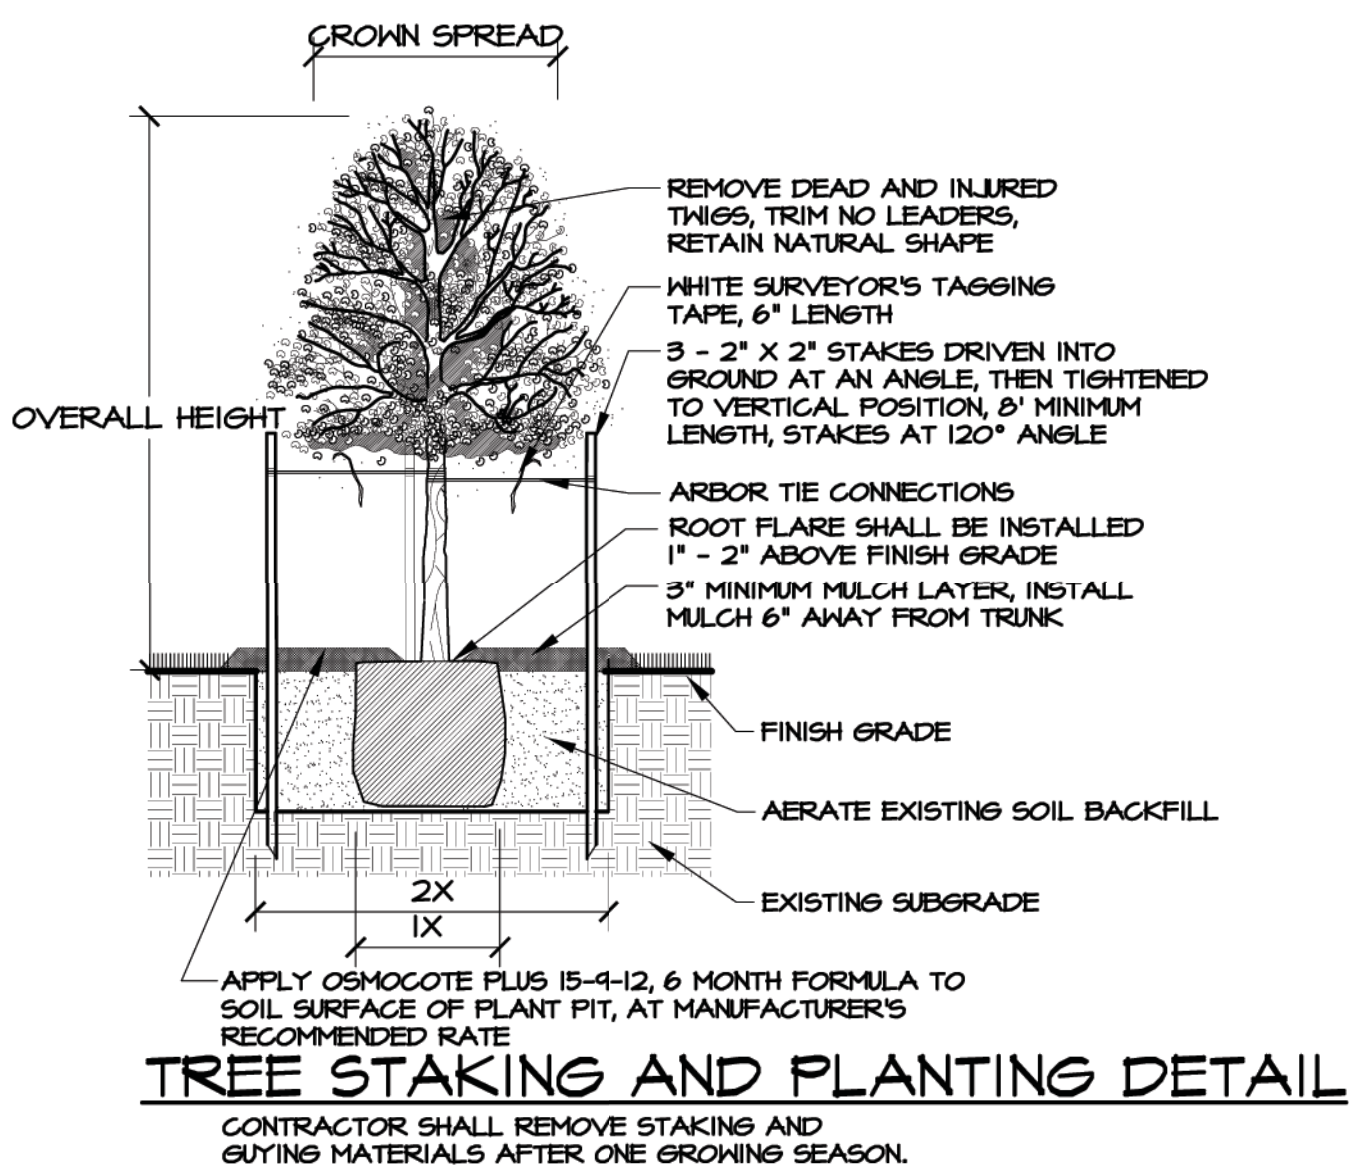 CROWN SPREAD
REMOVE DEAD AND INJURED
TWIGS, TRIM NO LEADERS,
RETAIN NATURAL SHAPE
WHITE SURVEYOR'S TAGGING
TAPE, 6" LENGTH
3 - 2" X 2" STAKES DRIVEN INTO
GROUND AT AN ANGLE, THEN TIGHTENED
TO VERTICAL POSITION, 8' MINIMUM
LENGTH, STAKES AT 120° ANGLE
OVERALL HEIGHT
ARBOR TIE CONNECTIONS
ROOT FLARE SHALL BE INSTALLED
1" - 2" ABOVE FINISH GRADE
3" MINIMUM MULCH LAYER, INSTALL
MULCH 6" AWAY FROM TRUNK
FINISH GRADE
AERATE EXISTING SOIL BACKFILL
EXISTING SUBGRADE
2X
1X
APPLY OSMOCOTE PLUS 15-9-12, 6 MONTH FORMULA TO
SOIL SURFACE OF PLANT PIT, AT MANUFACTURER'S
RECOMMENDED RATE
TREE STAKING AND PLANTING DETAIL
CONTRACTOR SHALL REMOVE STAKING AND
GUYING MATERIALS AFTER ONE GROWING SEASON.